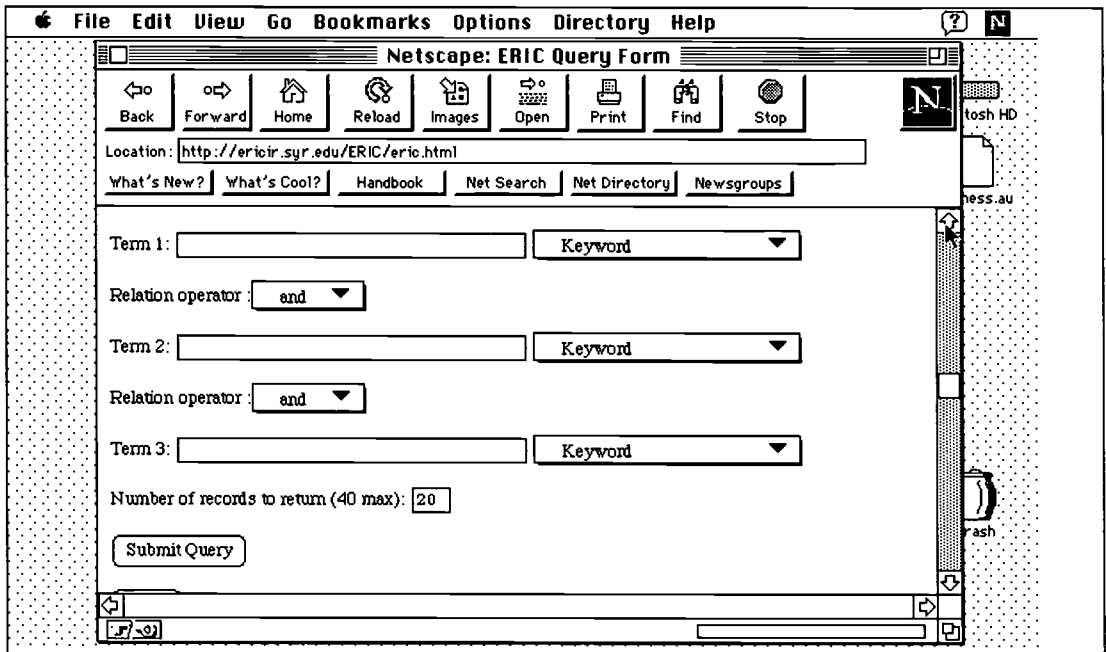 File Edit View Go Bookmarks Options Directory Help ? N
Netscape: ERIC Query Form
Back Forward Home Reload Images Open Print Find Stop N
tosh HD
Location: http://ericir.syr.edu/ERIC/eric.html
What's New? What's Cool? Handbook Net Search Net Directory Newsgroups
ness.au
Term 1: Keyword
Relation operator : and
Term 2: Keyword
Relation operator : and
Term 3: Keyword
Number of records to return (40 max): 20
rash
Submit Query